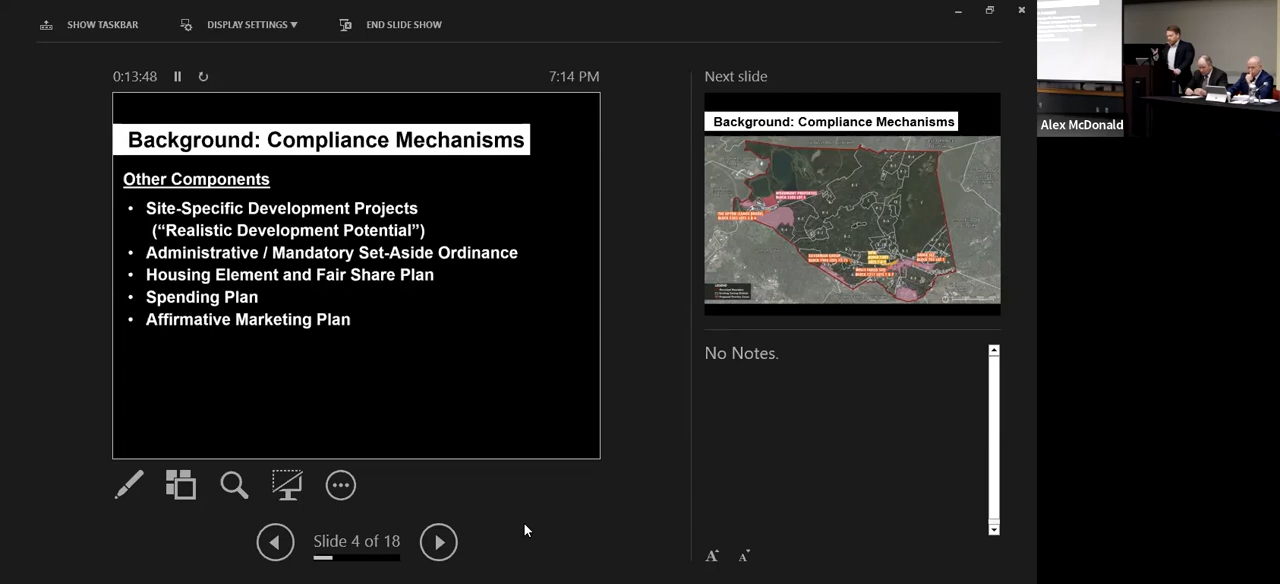 SHOW TASKBAR
DISPLAY SETTINGS ▼
END SLIDE SHOW
0:13:48
7:14 PM
Background: Compliance Mechanisms
Other Components
• Site-Specific Development Projects
(“Realistic Development Potential”)
• Administrative / Mandatory Set-Aside Ordinance
• Housing Element and Fair Share Plan
• Spending Plan
• Affirmative Marketing Plan
Slide 4 of 18
Next slide
Background: Compliance Mechanisms
No Notes.
A
A
Alex McDonald